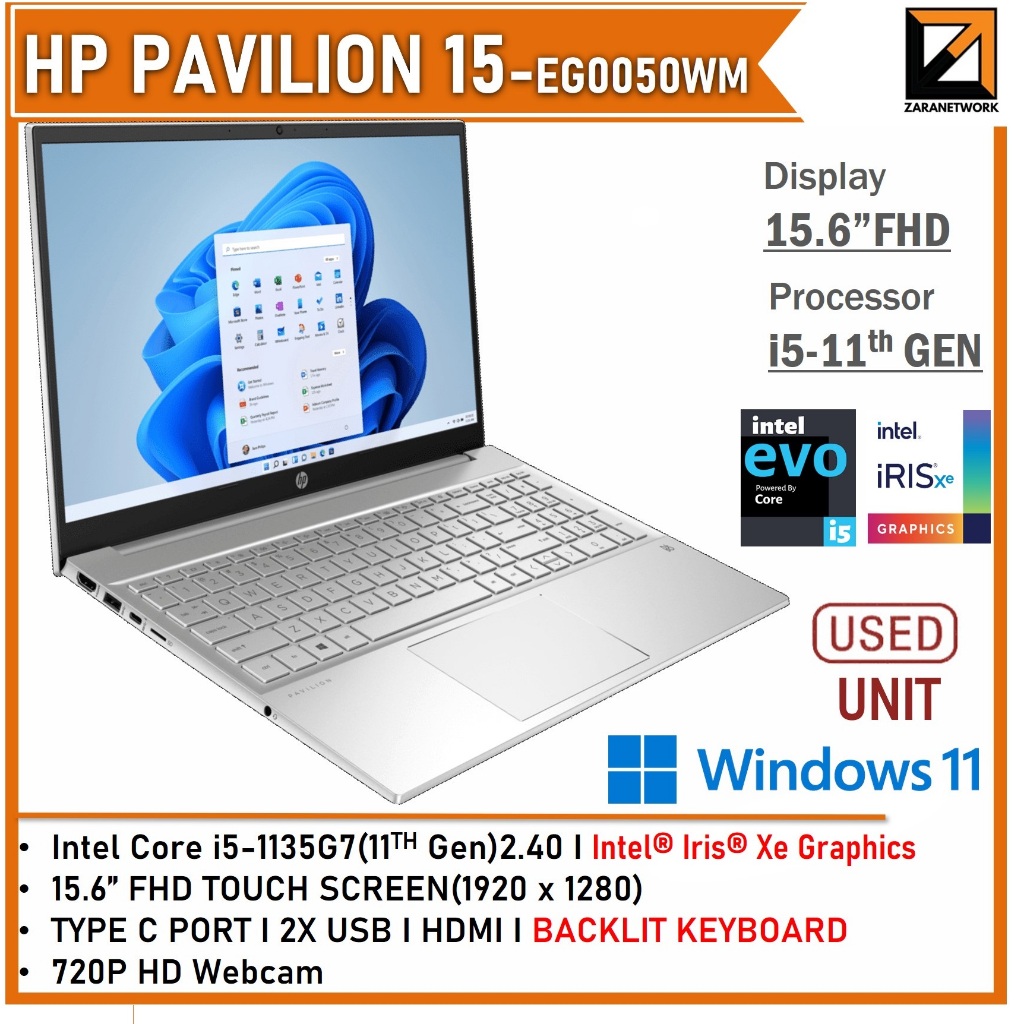 HP PAVILION 15-EG0050WM
ZARANETWORK
Display
15.6”FHD
Processor
i5-11th GEN
intel
evo
Powered By
Core
i5
intel.
iRISxe
GRAPHICS
hp
PAVILION
USED
UNIT
Windows 11
• Intel Core i5-1135G7(11TH Gen)2.40 I Intel® Iris® Xe Graphics
• 15.6” FHD TOUCH SCREEN(1920 x 1280)
• TYPE C PORT I 2X USB I HDMI I BACKLIT KEYBOARD
• 720P HD Webcam